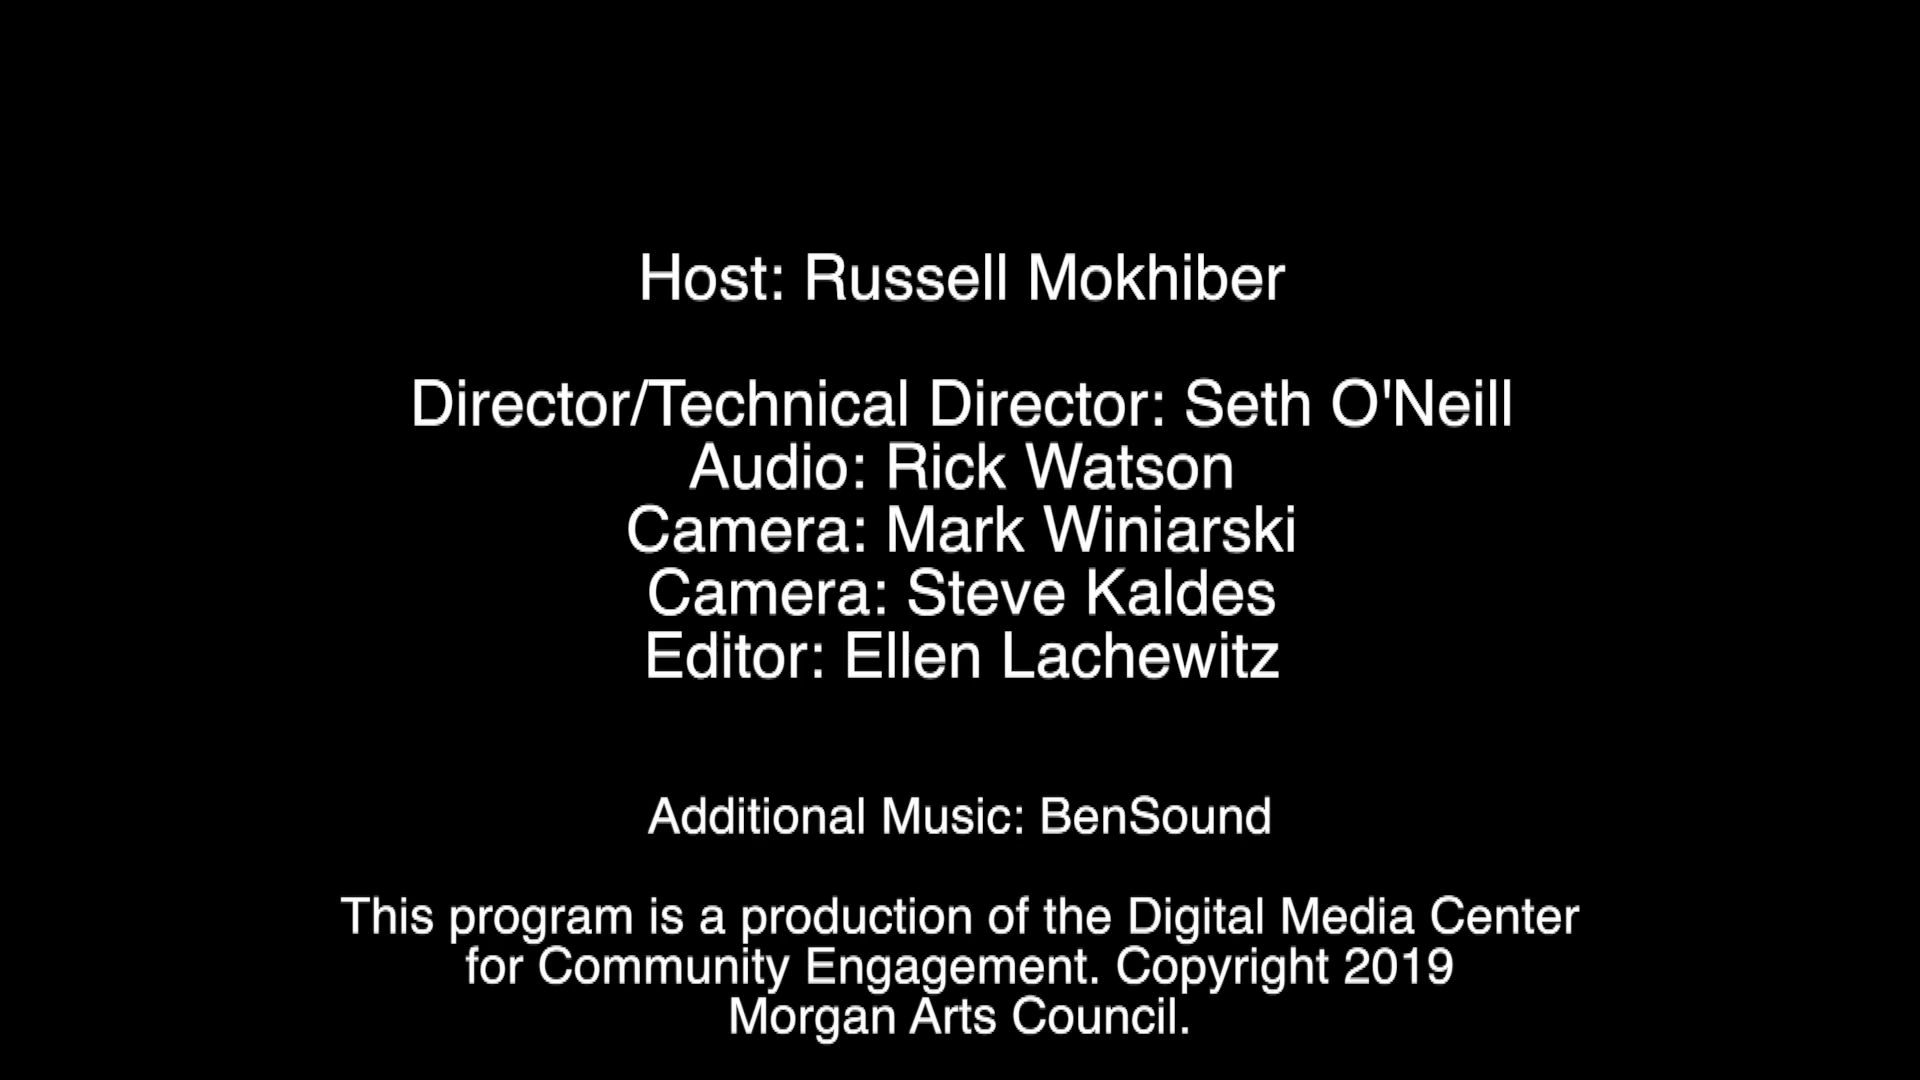 Host: Russell Mokhiber
Director/Technical Director: Seth O'Neill
Audio: Rick Watson
Camera: Mark Winiarski
Camera: Steve Kaldes
Editor: Ellen Lachewitz
Additional Music: BenSound
This program is a production of the Digital Media Center
for Community Engagement. Copyright 2019
Morgan Arts Council.